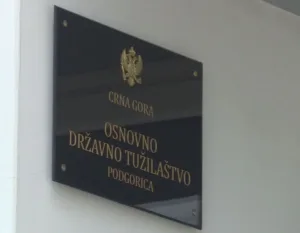 CRNA GORA
OSNOVNO
DRŽAVNO TUŽILAŠTVO
PODGORICA